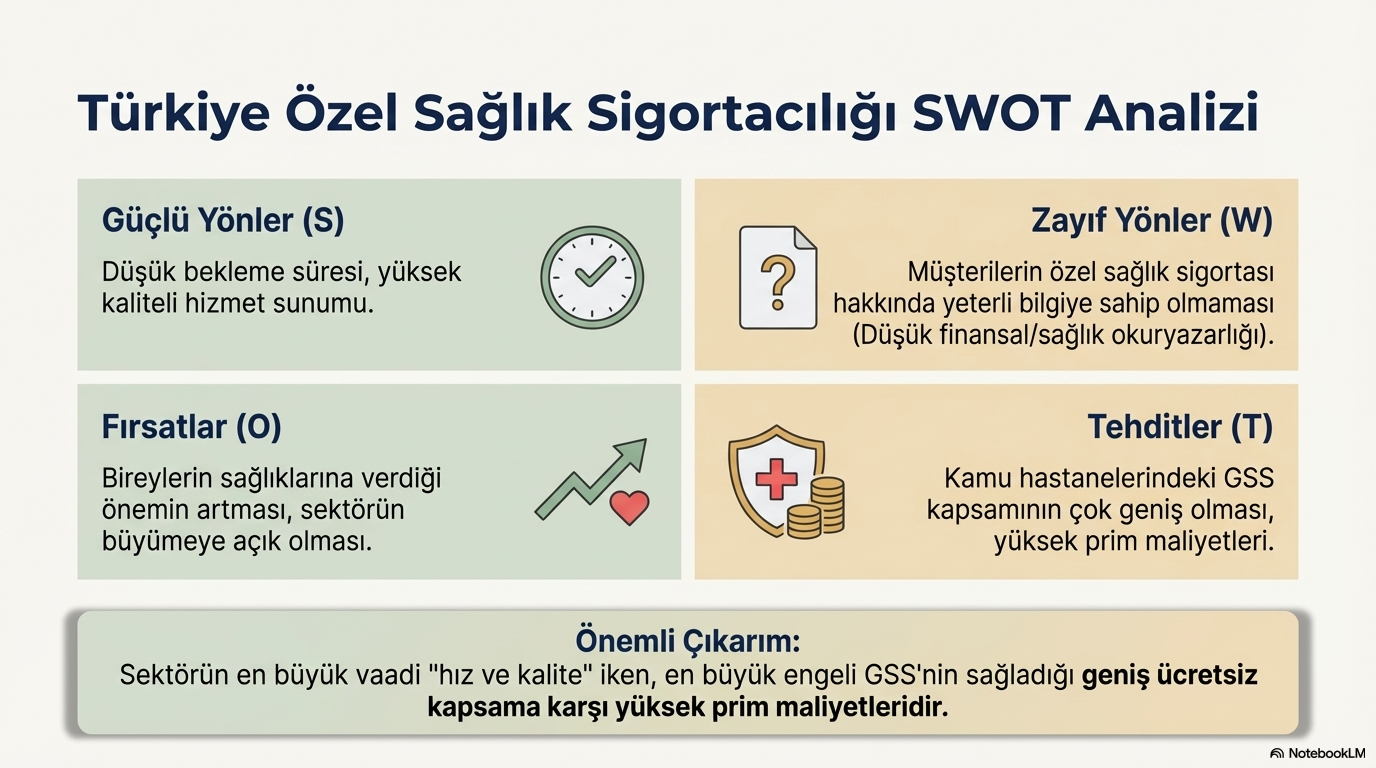 Türkiye Özel Sağlık Sigortacılığı SWOT Analizi
Güçlü Yönler (S)
Düşük bekleme süresi, yüksek
kaliteli hizmet sunumu.
Zayıf Yönler (W)
Müşterilerin özel sağlık sigortası
hakkında yeterli bilgiye sahip olmaması
(Düşük finansal/sağlık okuryazarlığı).
Fırsatlar (O)
Bireylerin sağlıklarına verdiği
önemin artması, sektörün
büyümeye açık olması.
Tehditler (T)
Kamu hastanelerindeki GSS
kapsamının çok geniş olması,
yüksek prim maliyetleri.
Önemli Çıkarım:
Sektörün en büyük vaadi "hız ve kalite" iken, en büyük engeli GSS'nin sağladığı geniş ücretsiz
kapsama karşı yüksek prim maliyetleridir.
NotebookLM